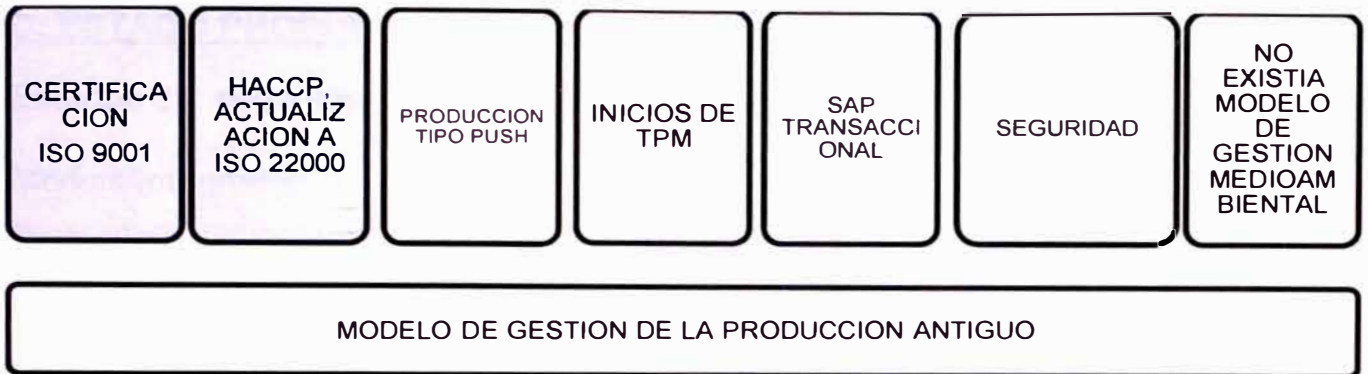 CERTIFICA
CION
ISO 9001
HACCP,
ACTUALIZ
ACION A
ISO 22000
PRODUCCION
TIPO PUSH
INICIOS DE
TPM
SAP
TRANSACCI
ONAL
SEGURIDAD
NO
EXISTIA
MODELO
DE
GESTION
MEDIOAM
BIENTAL
MODELO DE GESTION DE LA PRODUCCION ANTIGUO